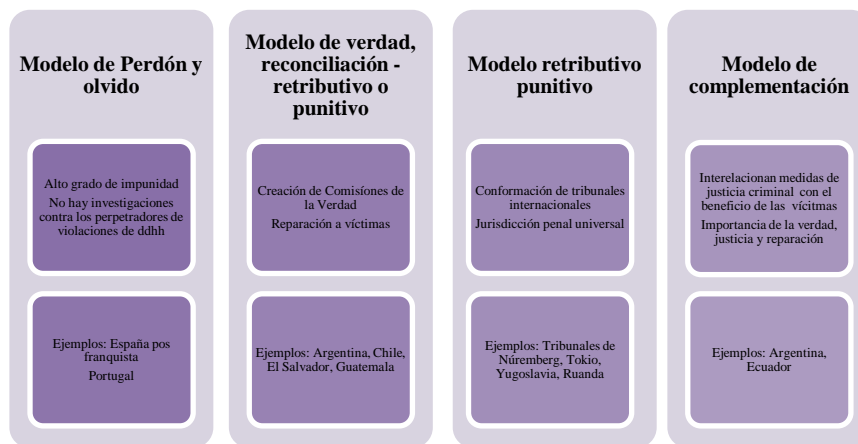 Modelo de Perdón y
olvido
Alto grado de impunidad
No hay investigaciones
contra los perpetradores de
violaciones de ddhh
Ejemplos: España pos
franquista
Portugal
Modelo de verdad,
reconciliación -
retributivo o
punitivo
Creación de Comisíones de
la Verdad
Reparación a víctimas
Ejemplos: Argentina, Chile,
El Salvador, Guatemala
Modelo retributivo
punitivo
Conformación de tribunales
internacionales
Jurisdicción penal universal
Ejemplos: Tribunales de
Núremberg, Tokio,
Yugoslavia, Ruanda
Modelo de
complementación
Interelacionan medidas de
justicia criminal con el
beneficio de las vícitmas
Importancia de la verdad,
justicia y reparación
Ejemplos: Argentina,
Ecuador